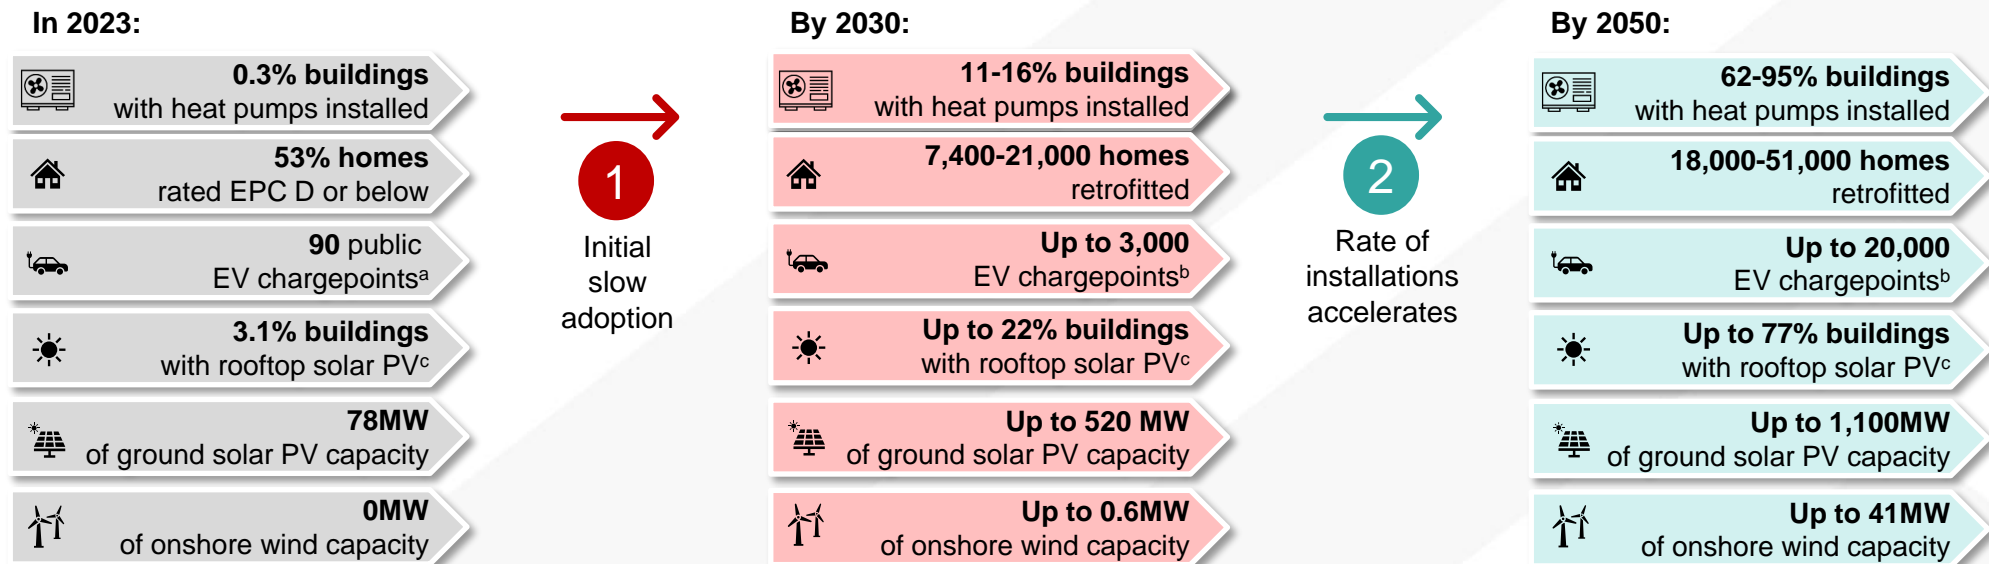 In 2023:
0.3% buildings
with heat pumps installed
53% homes
rated EPC D or below
90 public
EV chargepointsᵃ
3.1% buildings
with rooftop solar PVᶜ
78MW
of ground solar PV capacity
0MW
of onshore wind capacity
1
Initial
slow
adoption
By 2030:
11-16% buildings
with heat pumps installed
7,400-21,000 homes
retrofitted
Up to 3,000
EV chargepointsᵇ
Up to 22% buildings
with rooftop solar PVᶜ
Up to 520 MW
of ground solar PV capacity
Up to 0.6MW
of onshore wind capacity
2
Rate of
installations
accelerates
By 2050:
62-95% buildings
with heat pumps installed
18,000-51,000 homes
retrofitted
Up to 20,000
EV chargepointsᵇ
Up to 77% buildings
with rooftop solar PVᶜ
Up to 1,100MW
of ground solar PV capacity
Up to 41MW
of onshore wind capacity